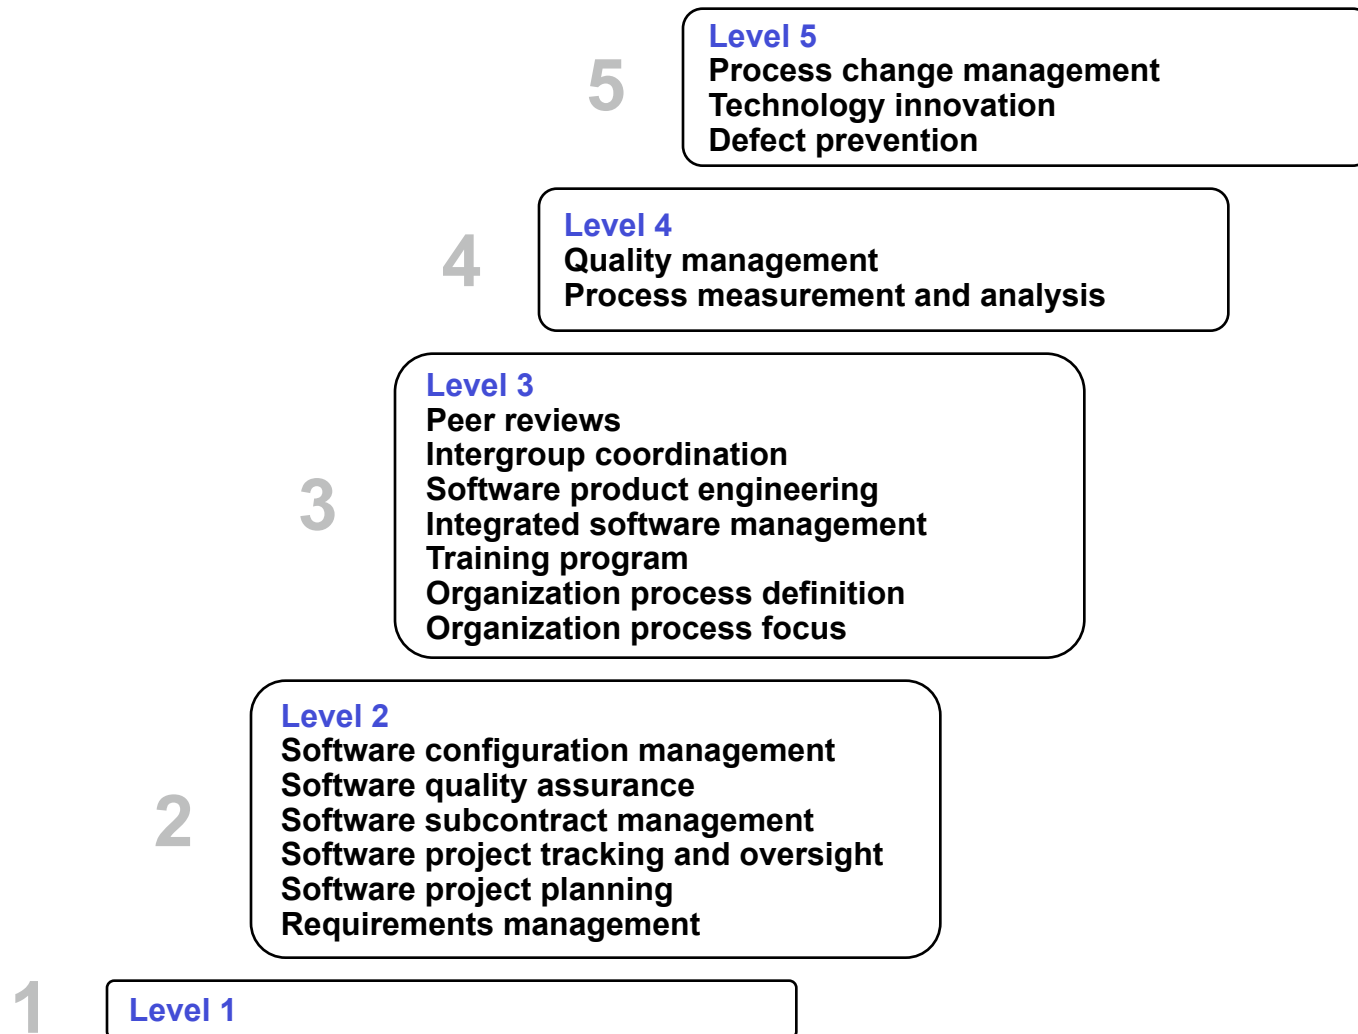 5
Level 5
Process change management
Technology innovation
Defect prevention
4
Level 4
Quality management
Process measurement and analysis
3
Level 3
Peer reviews
Intergroup coordination
Software product engineering
Integrated software management
Training program
Organization process definition
Organization process focus
2
Level 2
Software configuration management
Software quality assurance
Software subcontract management
Software project tracking and oversight
Software project planning
Requirements management
1
Level 1